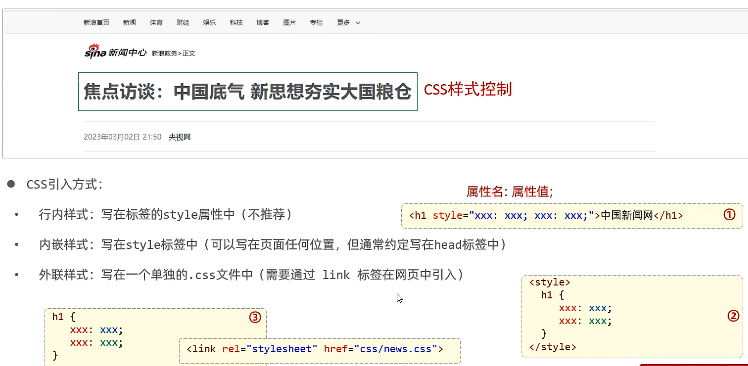 新浪首页 新闻 体育 财经 娱乐 科技 博客 图片 专栏 更多
sina 新闻中心 新浪政务>正文
焦点访谈：中国底气 新思想夯实大国粮仓 CSS样式控制
2023年03月02日 21:50 央视网
● CSS引入方式：
属性名: 属性值;
• 行内样式：写在标签的style属性中（不推荐）
<h1 style="xxx: xxx; xxx: xxx;">中国新闻网</h1> ①
• 内嵌样式：写在style标签中（可以写在页面任何位置，但通常约定写在head标签中）
• 外联样式：写在一个单独的.css文件中（需要通过 link 标签在网页中引入）
h1 { ③
xxx: xxx;
xxx: xxx;
}
<link rel="stylesheet" href="css/news.css">
<style>
h1 {
xxx: xxx; ②
xxx: xxx;
}
</style>